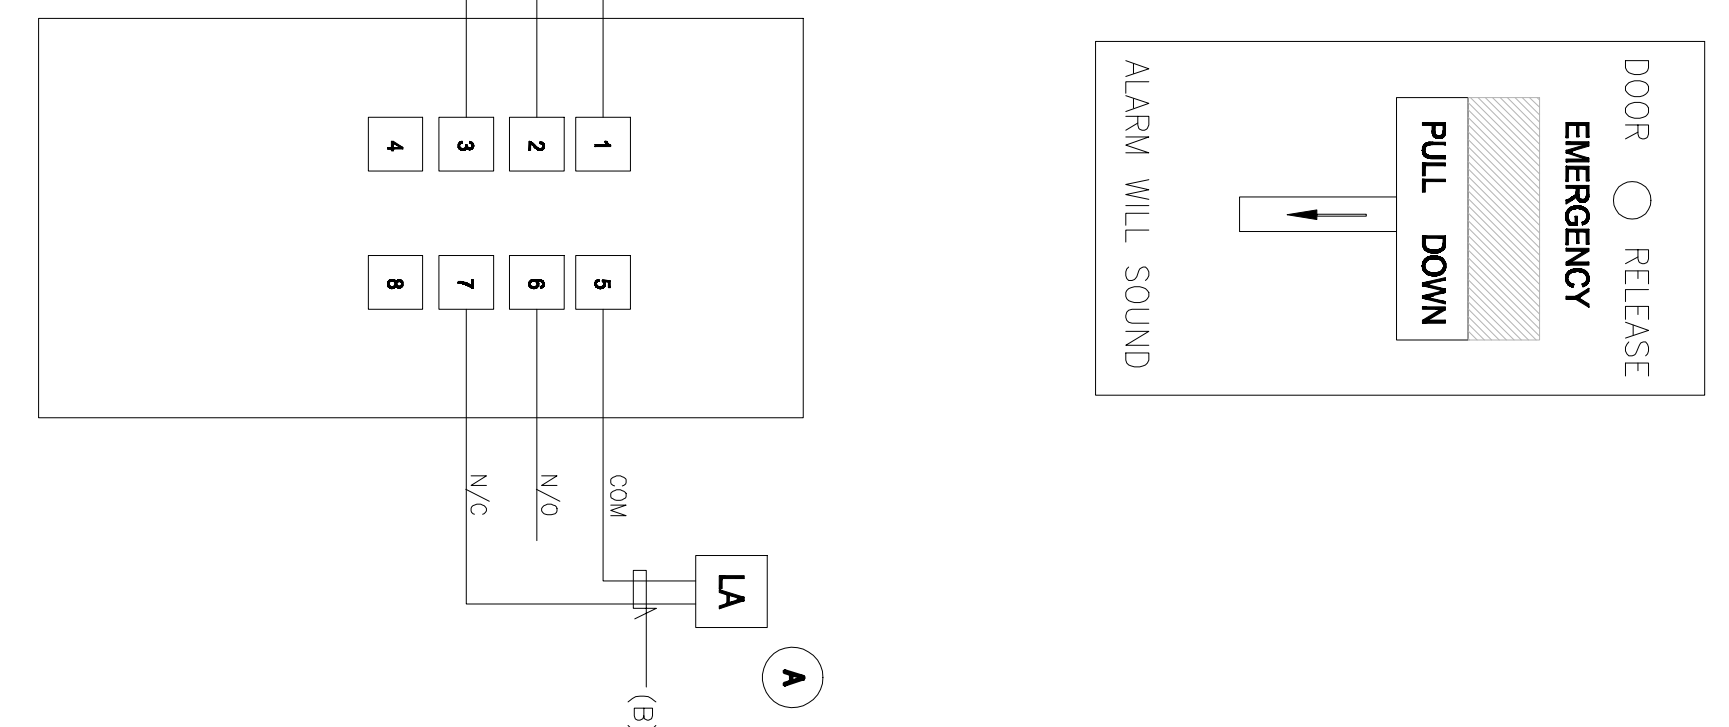 DOOR RELEASE
EMERGENCY
PULL DOWN
ALARM WILL SOUND
1
2
3
4
5
6
7
8
COM
N/O
N/C
LA
A
(B)